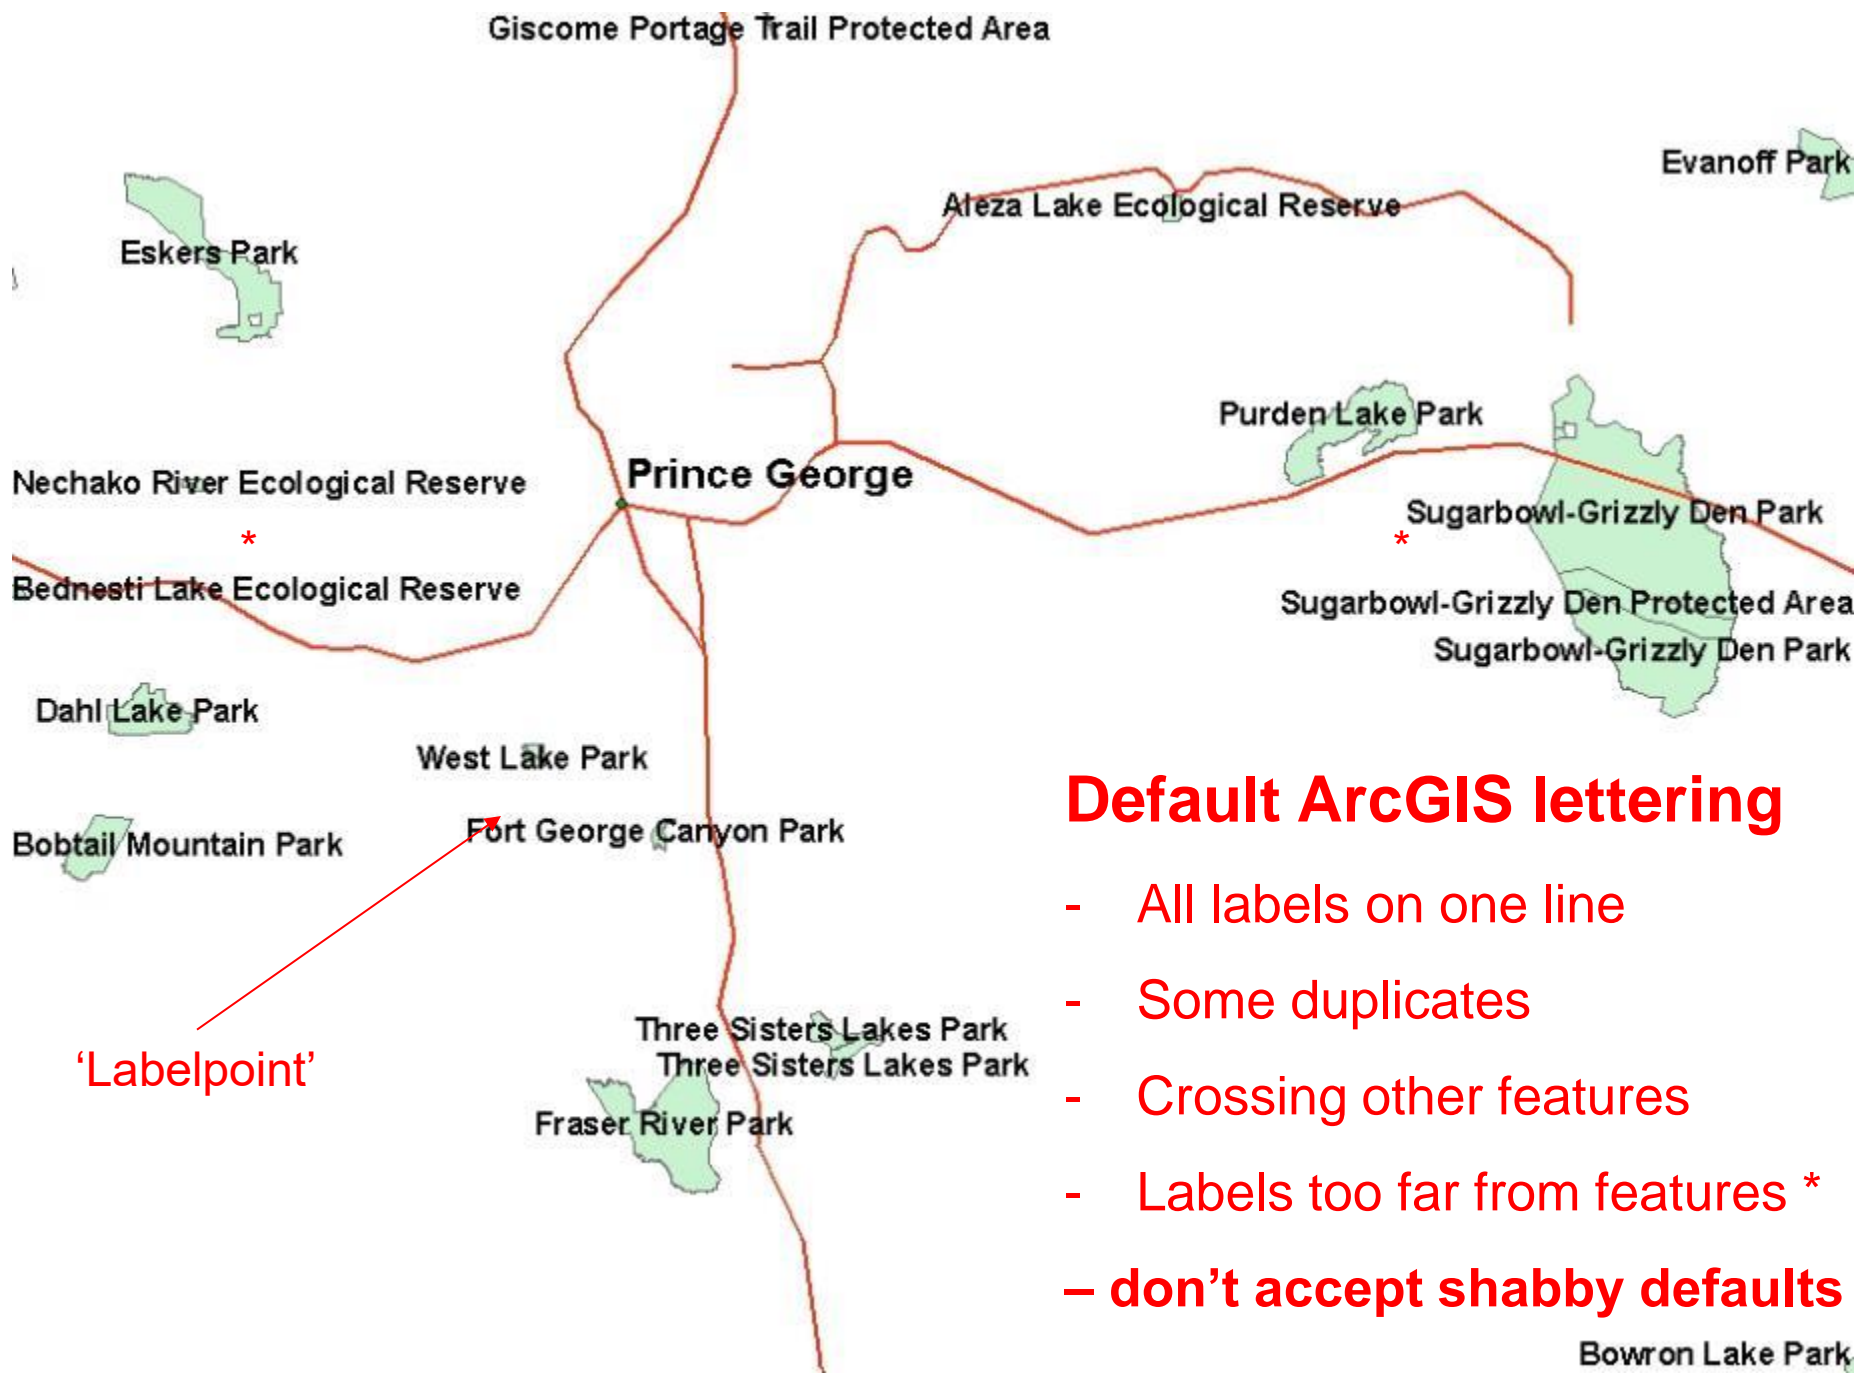 Giscome Portage Trail Protected Area
Evanoff Park
Aleza Lake Ecological Reserve
Eskers Park
Purden Lake Park
Prince George
Nechako River Ecological Reserve
Sugarbowl-Grizzly Den Park
*
*
Bednesti Lake Ecological Reserve
Sugarbowl-Grizzly Den Protected Area
Sugarbowl-Grizzly Den Park
Dahl Lake Park
West Lake Park
Fort George Canyon Park
Bobtail Mountain Park
Default ArcGIS lettering
- All labels on one line
- Some duplicates
- Crossing other features
- Labels too far from features *
– don’t accept shabby defaults
Three Sisters Lakes Park
Three Sisters Lakes Park
‘Labelpoint’
Fraser River Park
Bowron Lake Park